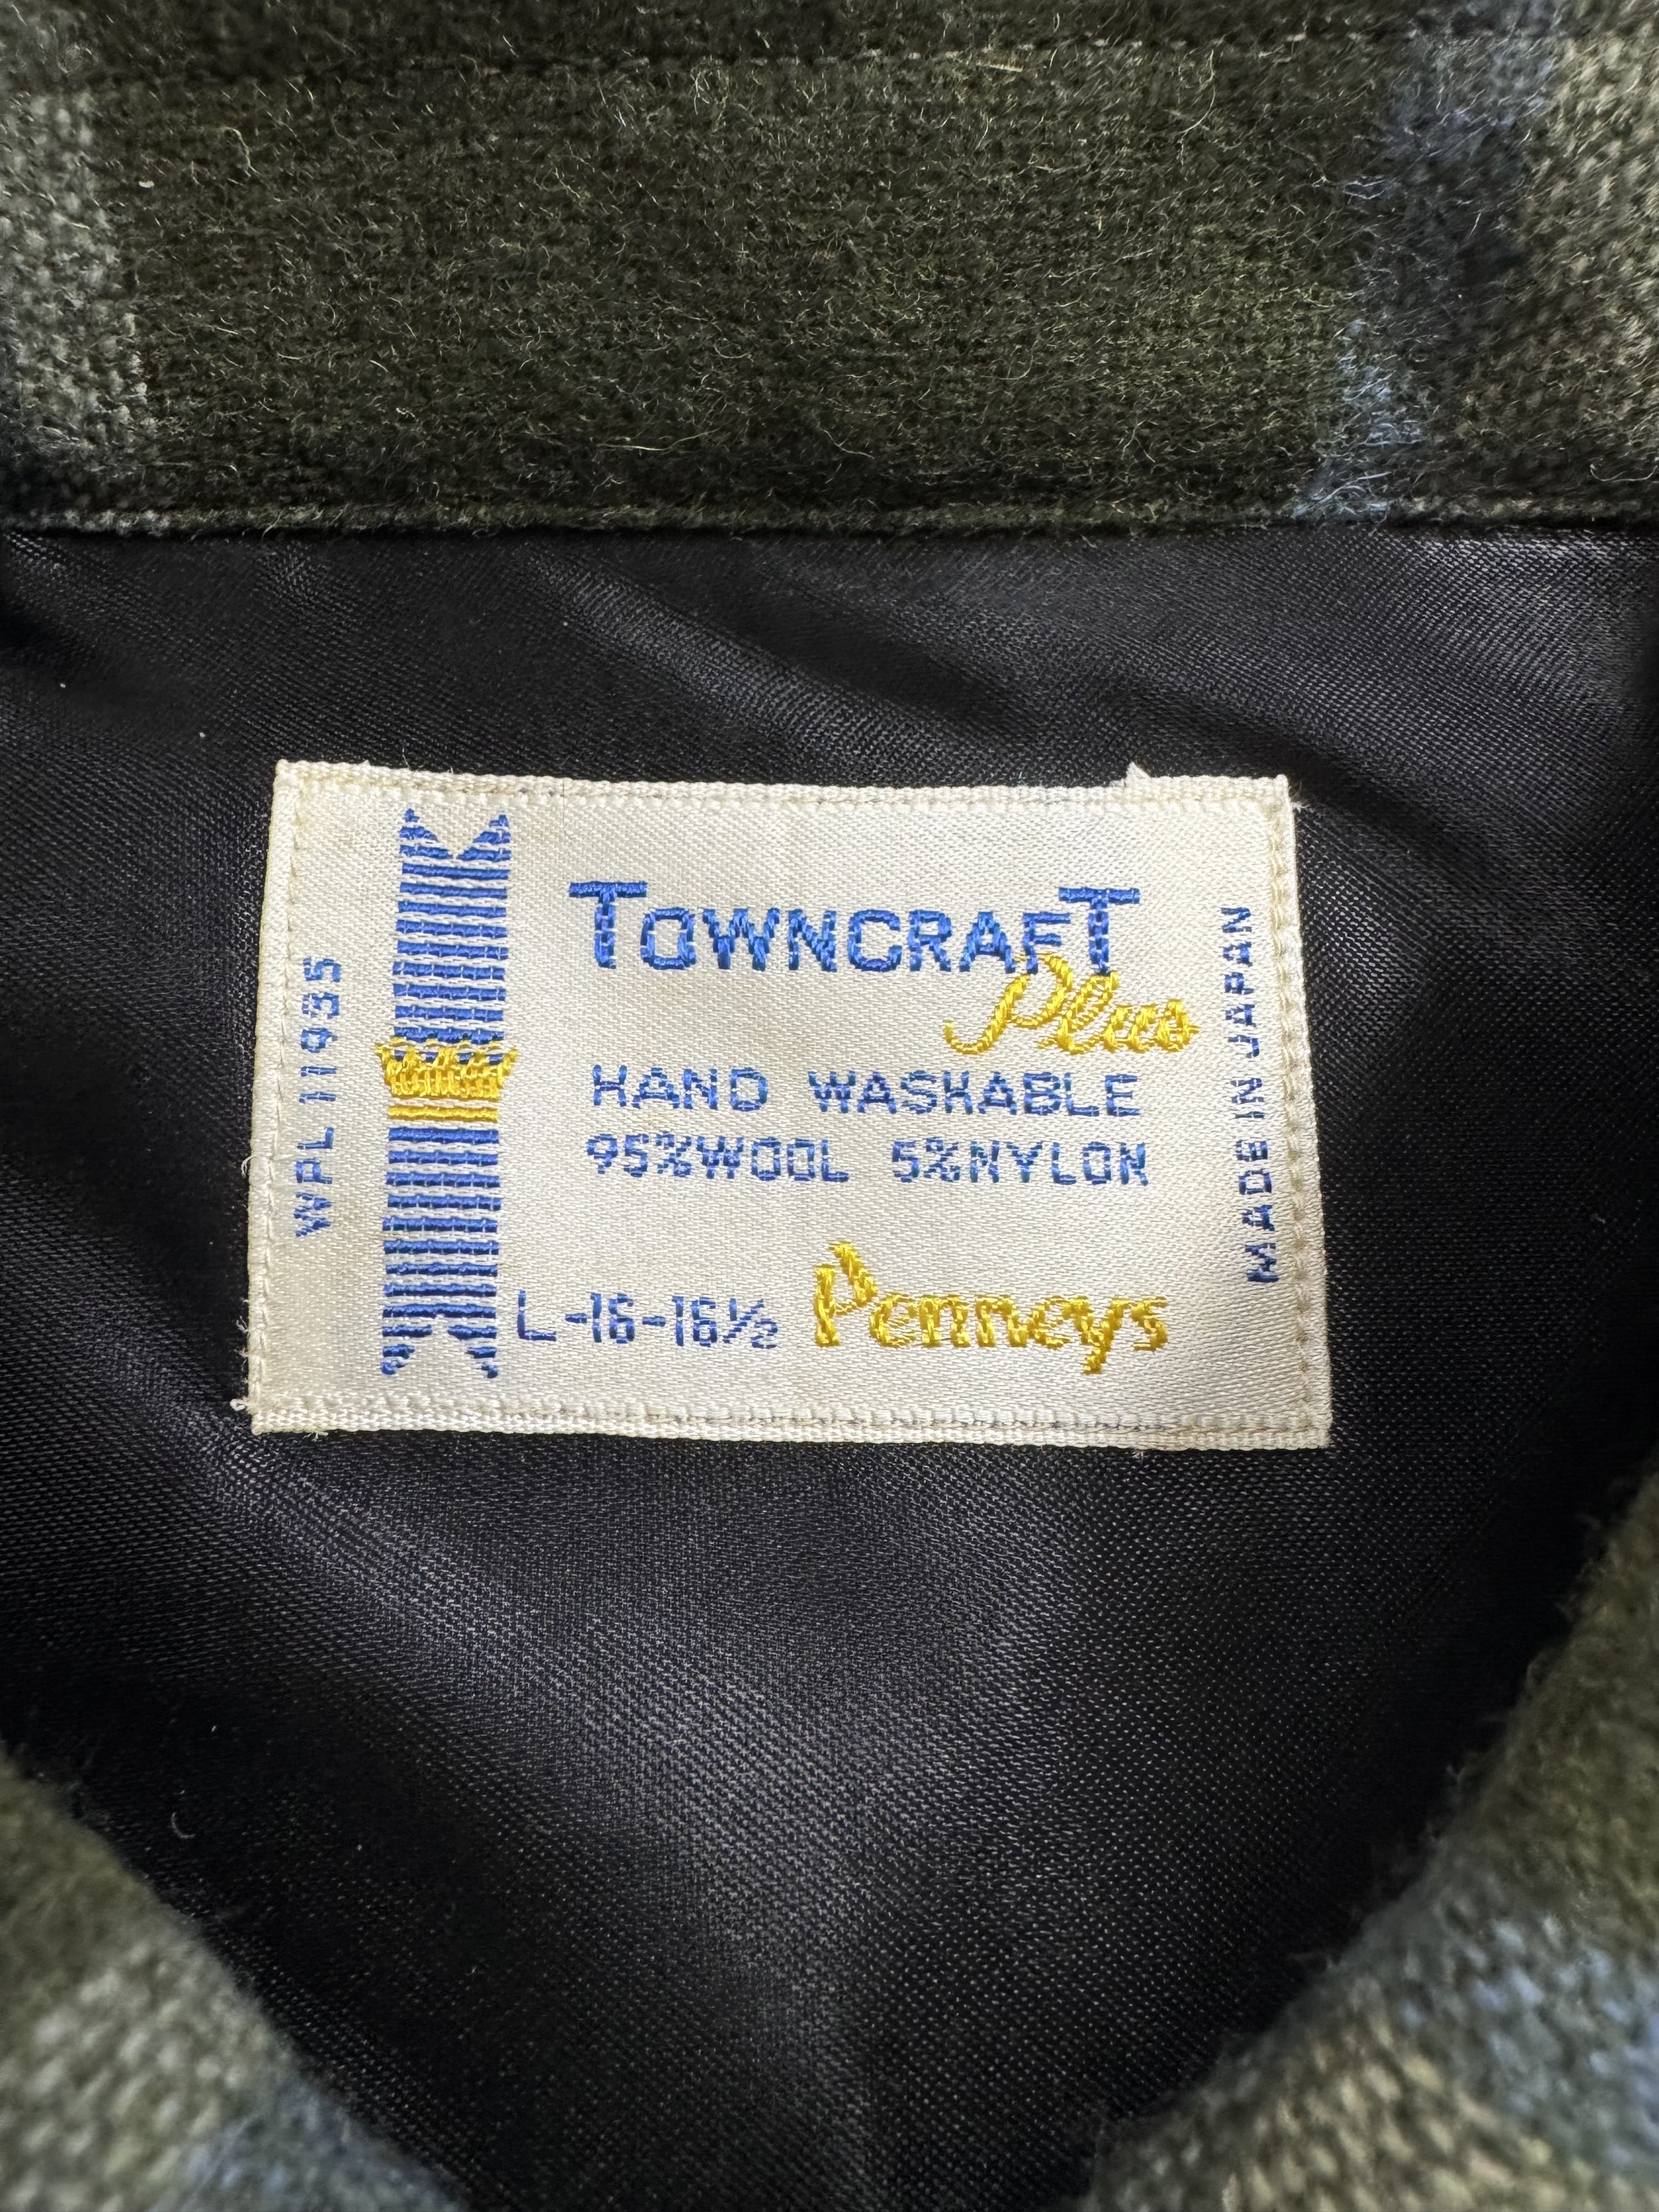 WPL 11935
TOWNCRAFT
Plus
HAND WASHABLE
95% WOOL 5% NYLON
L-16-16½ Penneys
MADE IN JAPAN